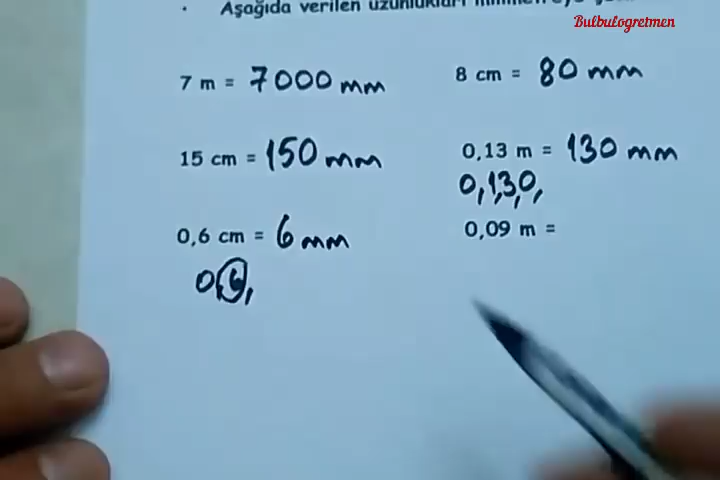 · Aşağıda verilen uzunlukları
Bulbulogretmen
7 m = 7000 mm
8 cm = 80 mm
15 cm = 150 mm
0,13 m = 130 mm
0,1,3,0,
0,6 cm = 6 mm
0,09 m =
0,6,